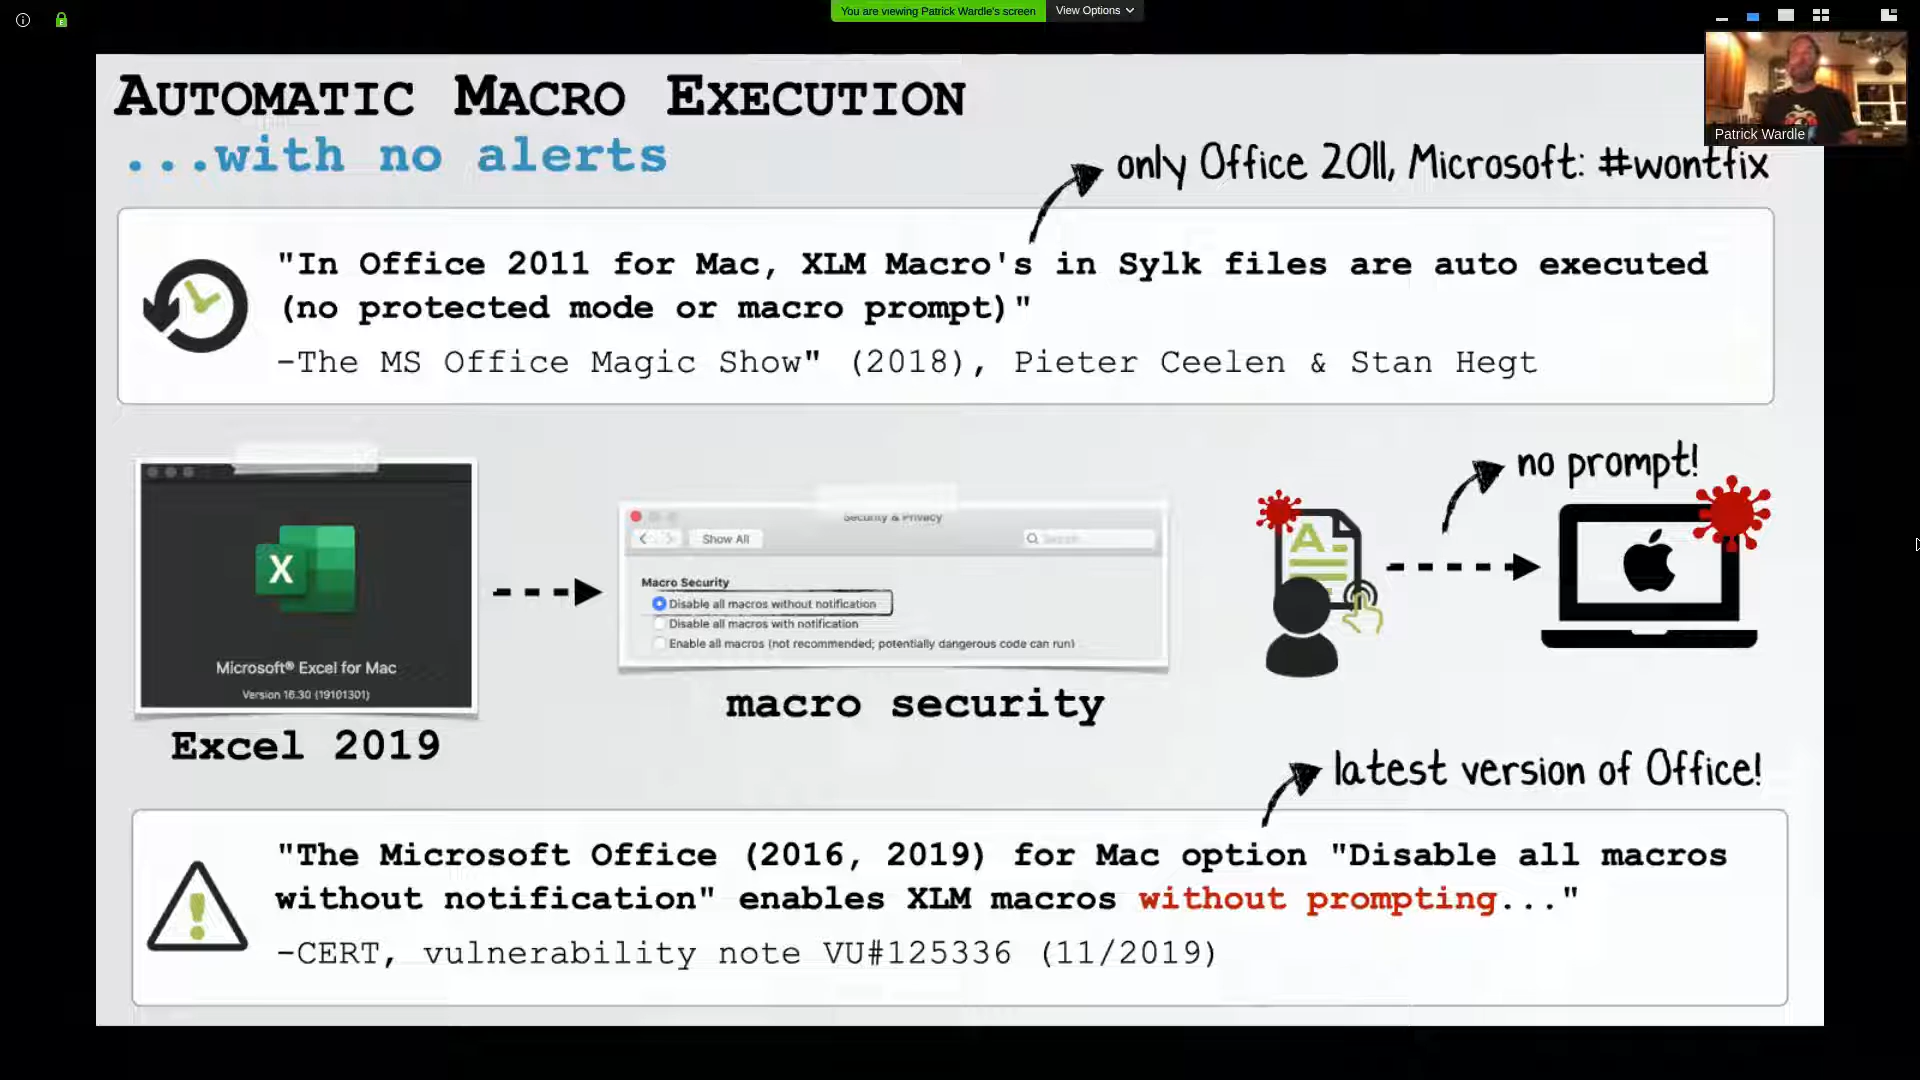 You are viewing Patrick Wardle's screen View Options
Patrick Wardle
AUTOMATIC MACRO EXECUTION
...with no alerts
only Office 2011, Microsoft: #wontfix
"In Office 2011 for Mac, XLM Macro's in Sylk files are auto executed
(no protected mode or macro prompt)"
-The MS Office Magic Show" (2018), Pieter Ceelen & Stan Hegt
no prompt!
Security & Privacy
Show All
Search
Macro Security
Disable all macros without notification
Disable all macros with notification
Enable all macros (not recommended; potentially dangerous code can run)
A
X
Microsoft® Excel for Mac
Version 16.30 (19101301)
macro security
Excel 2019
latest version of Office!
"The Microsoft Office (2016, 2019) for Mac option "Disable all macros
without notification" enables XLM macros without prompting..."
-CERT, vulnerability note VU#125336 (11/2019)